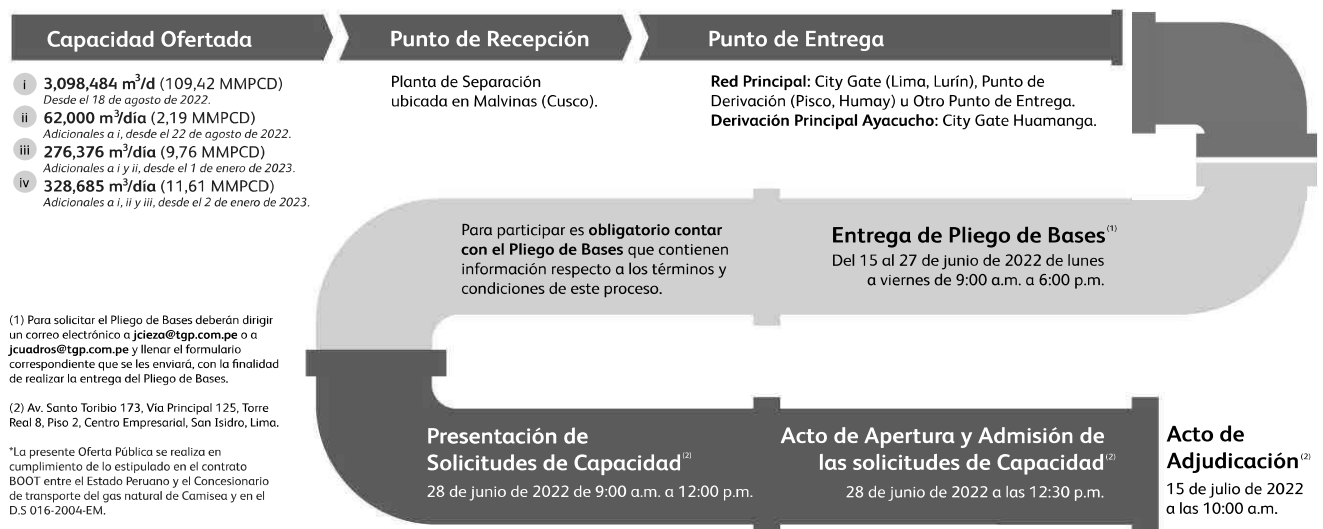 Capacidad Ofertada
i 3,098,484 m³/d (109,42 MMPCD)
Desde el 18 de agosto de 2022.
ii 62,000 m³/día (2,19 MMPCD)
Adicionales a i, desde el 22 de agosto de 2022.
iii 276,376 m³/día (9,76 MMPCD)
Adicionales a i y ii, desde el 1 de enero de 2023.
iv 328,685 m³/día (11,61 MMPCD)
Adicionales a i, ii y iii, desde el 2 de enero de 2023.
Punto de Recepción
Planta de Separación
ubicada en Malvinas (Cusco).
Punto de Entrega
Red Principal: City Gate (Lima, Lurín), Punto de
Derivación (Pisco, Humay) u Otro Punto de Entrega.
Derivación Principal Ayacucho: City Gate Huamanga.
Entrega de Pliego de Bases(1)
Del 15 al 27 de junio de 2022 de lunes
a viernes de 9:00 a.m. a 6:00 p.m.
Para participar es obligatorio contar
con el Pliego de Bases que contienen
información respecto a los términos y
condiciones de este proceso.
Presentación de
Solicitudes de Capacidad(2)
28 de junio de 2022 de 9:00 a.m. a 12:00 p.m.
Acto de Apertura y Admisión de
las solicitudes de Capacidad(2)
28 de junio de 2022 a las 12:30 p.m.
Acto de
Adjudicación(2)
15 de julio de 2022
a las 10:00 a.m.
(1) Para solicitar el Pliego de Bases deberán dirigir
un correo electrónico a jcieza@tgp.com.pe o a
jcuadros@tgp.com.pe y llenar el formulario
correspondiente que se les enviará, con la finalidad
de realizar la entrega del Pliego de Bases.
(2) Av. Santo Toribio 173, Vía Principal 125, Torre
Real 8, Piso 2, Centro Empresarial, San Isidro, Lima.
*La presente Oferta Pública se realiza en
cumplimiento de lo estipulado en el contrato
BOOT entre el Estado Peruano y el Concesionario
de transporte del gas natural de Camisea y en el
D.S 016-2004-EM.